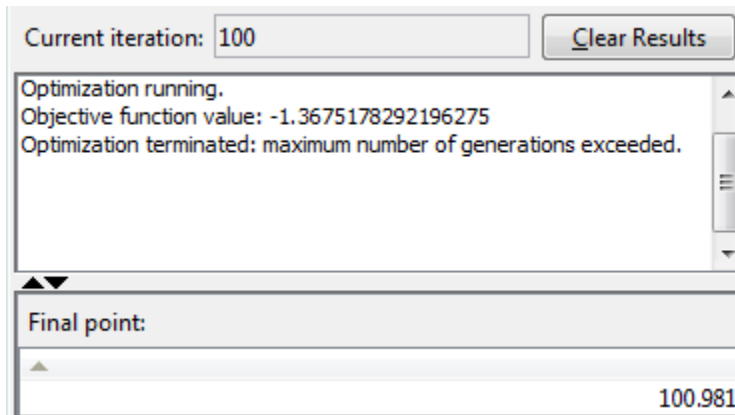 Current iteration: 100 Clear Results
Optimization running.
Objective function value: -1.3675178292196275
Optimization terminated: maximum number of generations exceeded.
Final point:
100.981